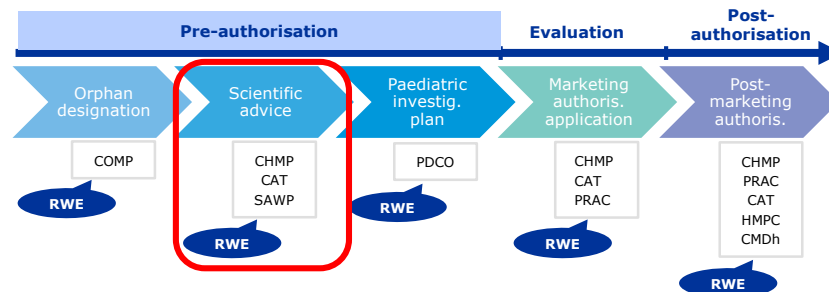 Pre-authorisation
Evaluation
Post-
authorisation
Orphan
designation
Scientific
advice
Paediatric
investig.
plan
Marketing
authoris.
application
Post-
marketing
authoris.
COMP
RWE
CHMP
CAT
SAWP
RWE
PDCO
RWE
CHMP
CAT
PRAC
RWE
CHMP
PRAC
CAT
HMPC
CMDh
RWE